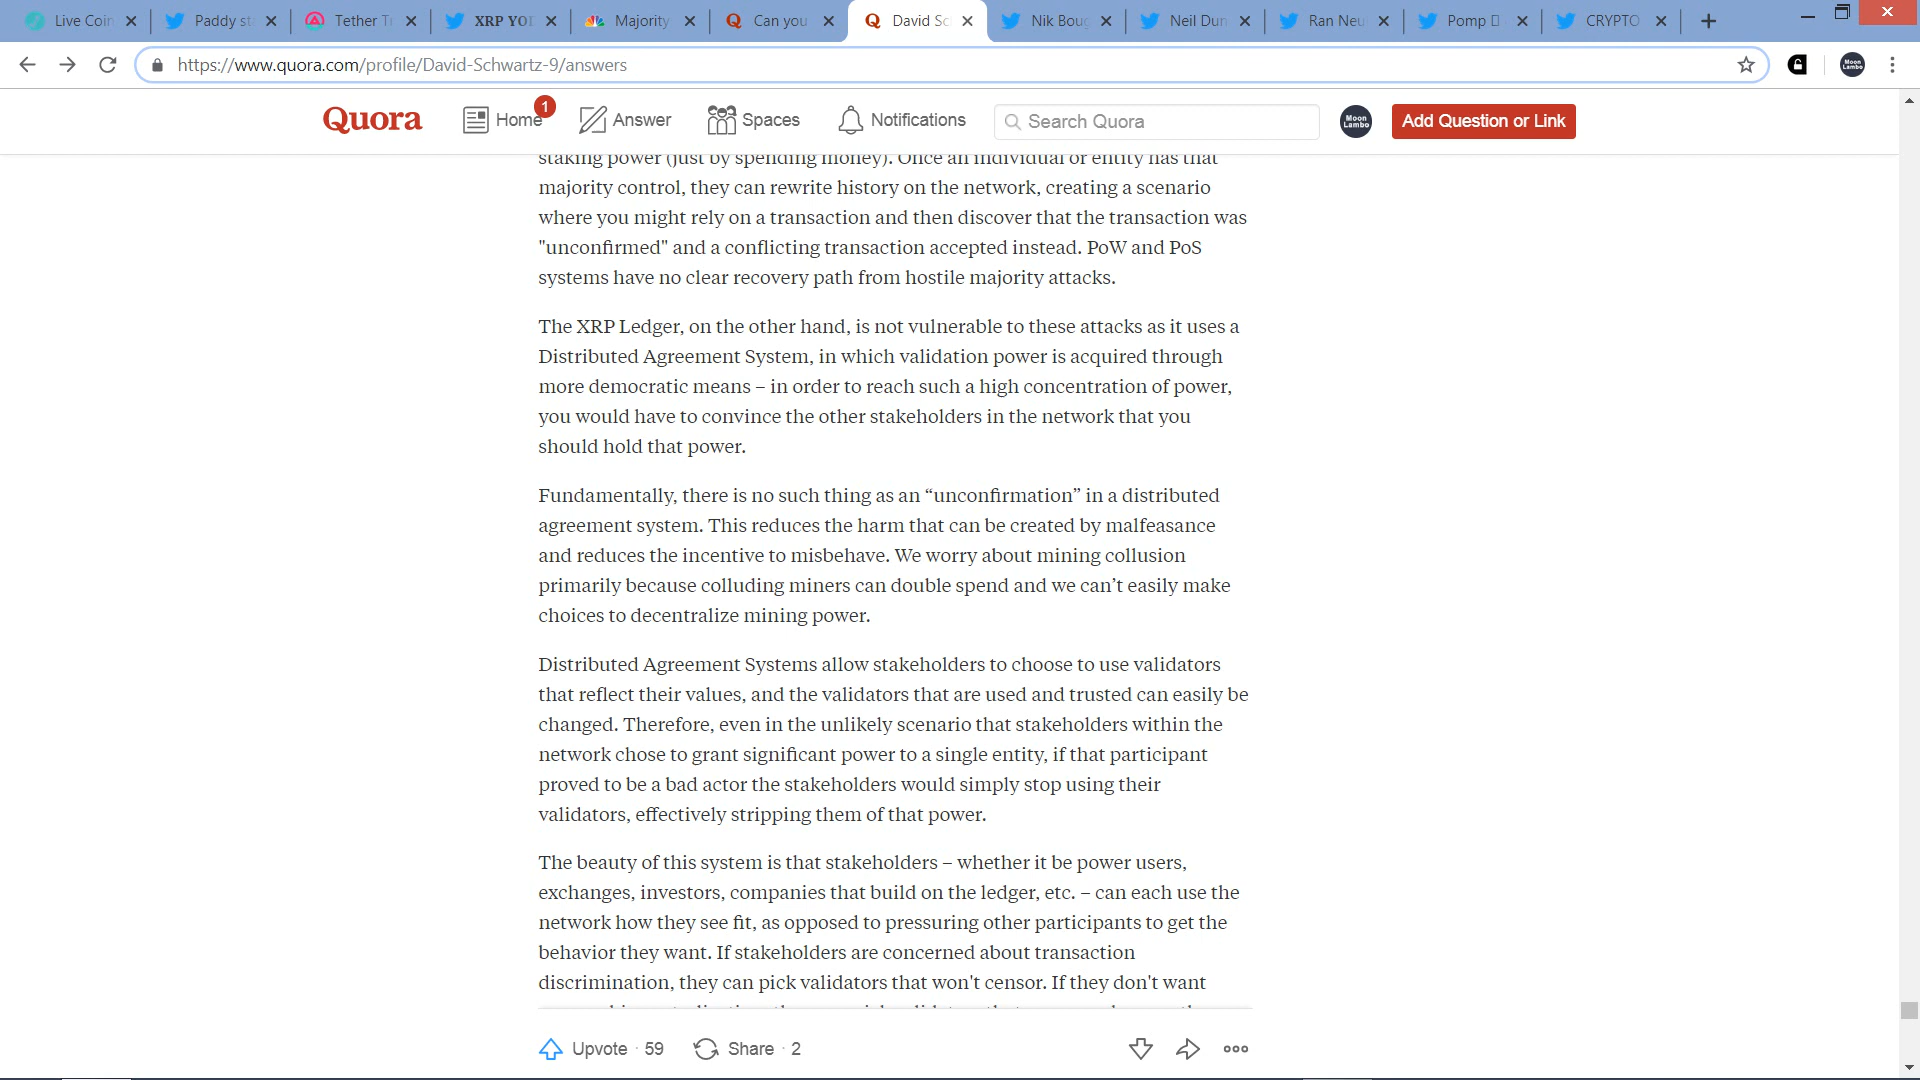 Live Coin
Paddy sta
Tether Tr
XRP YOD
Majority
Q Can you
Q David Sc
Nik Boug
Neil Dun
Ran Neu
Pomp
CRYPTO
https://www.quora.com/profile/David-Schwartz-9/answers
Moon Lambo
Quora
Home
1
Answer
Spaces
Notifications
Search Quora
Moon Lambo
Add Question or Link
staking power (just by spending money). Once an individual or entity has that
majority control, they can rewrite history on the network, creating a scenario
where you might rely on a transaction and then discover that the transaction was
"unconfirmed" and a conflicting transaction accepted instead. PoW and PoS
systems have no clear recovery path from hostile majority attacks.
The XRP Ledger, on the other hand, is not vulnerable to these attacks as it uses a
Distributed Agreement System, in which validation power is acquired through
more democratic means – in order to reach such a high concentration of power,
you would have to convince the other stakeholders in the network that you
should hold that power.
Fundamentally, there is no such thing as an “unconfirmation” in a distributed
agreement system. This reduces the harm that can be created by malfeasance
and reduces the incentive to misbehave. We worry about mining collusion
primarily because colluding miners can double spend and we can’t easily make
choices to decentralize mining power.
Distributed Agreement Systems allow stakeholders to choose to use validators
that reflect their values, and the validators that are used and trusted can easily be
changed. Therefore, even in the unlikely scenario that stakeholders within the
network chose to grant significant power to a single entity, if that participant
proved to be a bad actor the stakeholders would simply stop using their
validators, effectively stripping them of that power.
The beauty of this system is that stakeholders – whether it be power users,
exchanges, investors, companies that build on the ledger, etc. – can each use the
network how they see fit, as opposed to pressuring other participants to get the
behavior they want. If stakeholders are concerned about transaction
discrimination, they can pick validators that won't censor. If they don't want
Upvote · 59
Share · 2